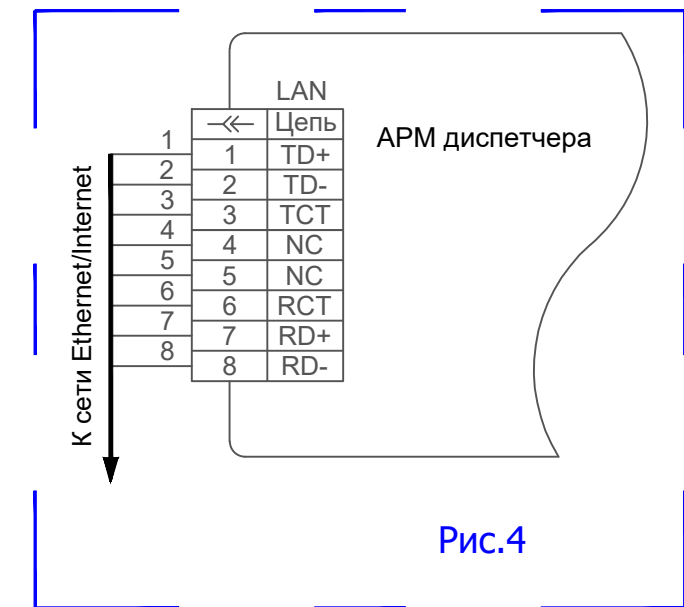 LAN
Цепь
АРМ диспетчера
1 1 TD+
2 2 TD-
3 3 TCT
4 4 NC
5 5 NC
6 6 RCT
7 7 RD+
8 8 RD-
К сети Ethernet/Internet
Рис.4